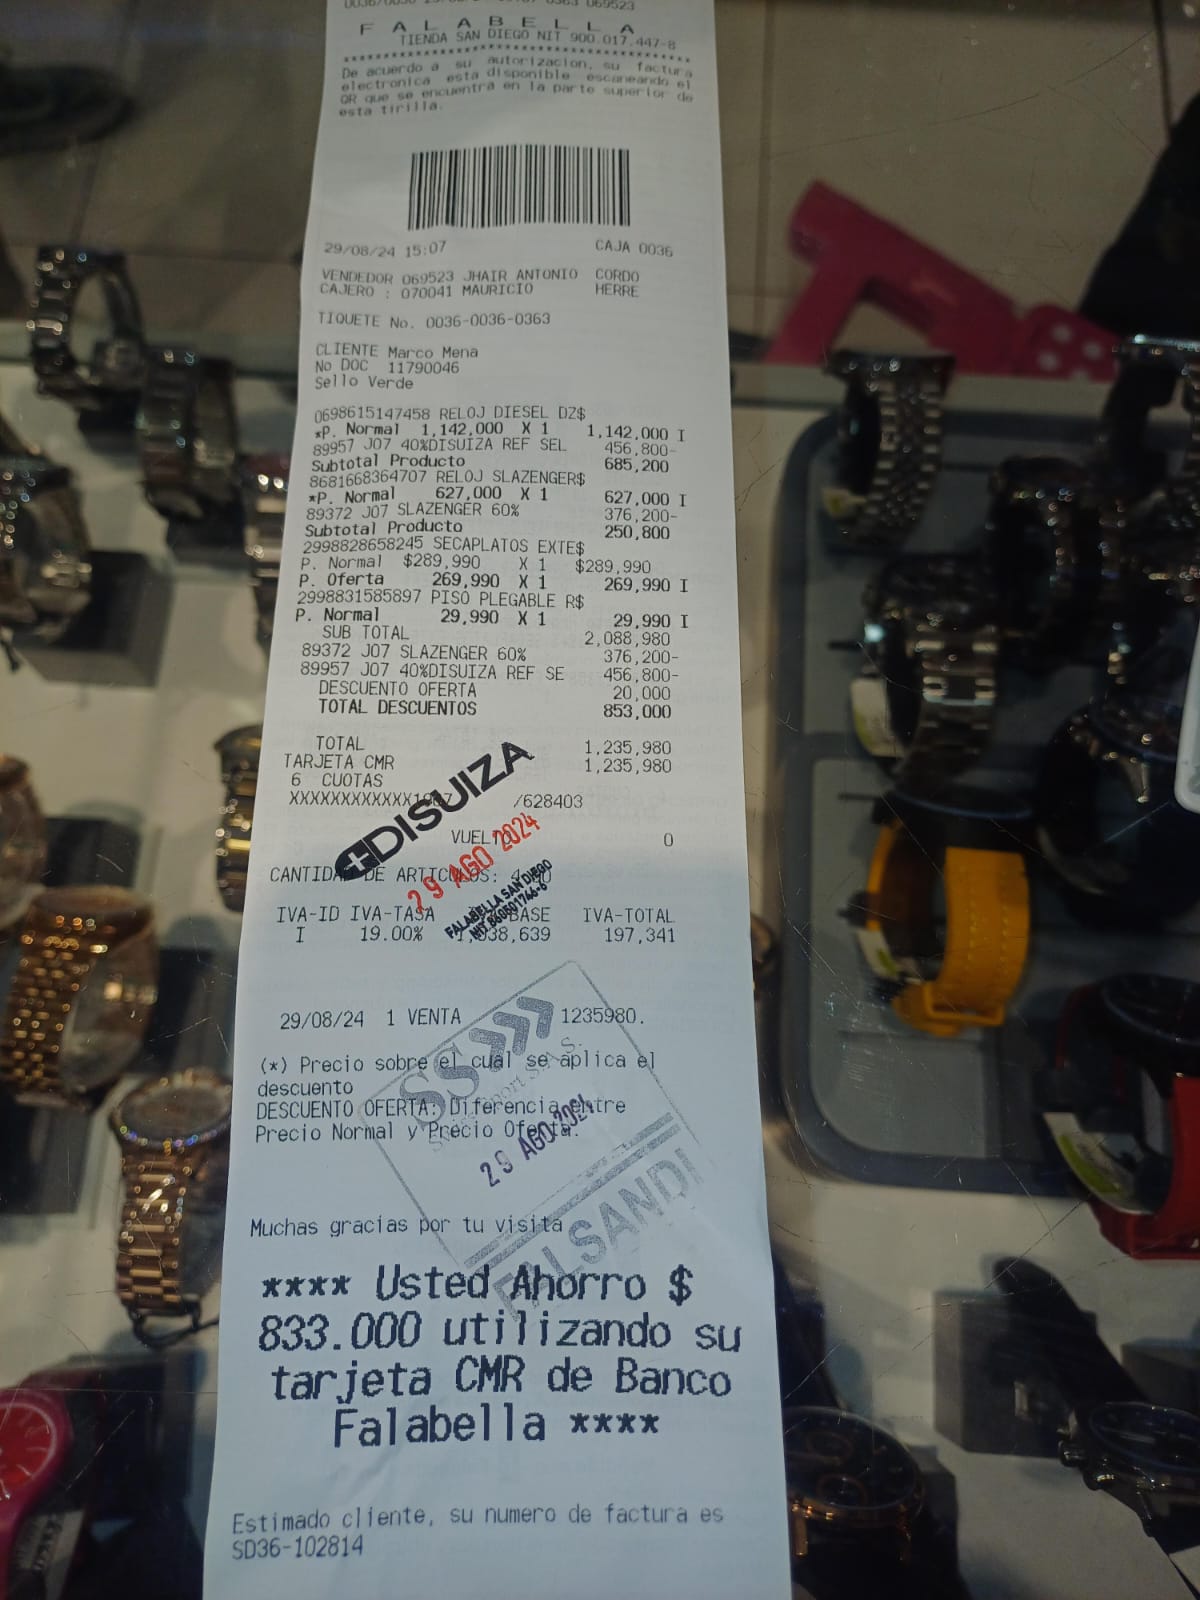 F A L A B E L L A
TIENDA SAN DIEGO NIT 900.017.447-8
De acuerdo a su autorizacion, su factura
electronica esta disponible escaneando el
QR que se encuentra en la parte superior de
esta tirilla.
29/08/24 15:07 CAJA 0036
VENDEDOR 069523 JHAIR ANTONIO CORDO
CAJERO : 070041 MAURICIO HERRE
TIQUETE No. 0036-0036-0363
CLIENTE Marco Mena
No DOC 11790046
Sello Verde
0698615147458 RELOJ DIESEL DZ$
*P. Normal 1,142,000 X 1 1,142,000 I
89957 J07 40%DISUIZA REF SEL 456,800-
Subtotal Producto 685,200
8681668364707 RELOJ SLAZENGER$
*P. Normal 627,000 X 1 627,000 I
89372 J07 SLAZENGER 60% 376,200-
Subtotal Producto 250,800
2998828658245 SECAPLATOS EXTE$
P. Normal $289,990 X 1 $289,990
P. Oferta 269,990 X 1 269,990 I
2998831585897 PISO PLEGABLE R$
P. Normal 29,990 X 1 29,990 I
SUB TOTAL 2,088,980
89372 J07 SLAZENGER 60% 376,200-
89957 J07 40%DISUIZA REF SE 456,800-
DESCUENTO OFERTA 20,000
TOTAL DESCUENTOS 853,000
TOTAL 1,235,980
TARJETA CMR 1,235,980
6 CUOTAS
/628403
DISUIZA
VUELTO 0
29 AGO 2024
CANTIDAD DE ARTICULOS:
FALABELLA SAN DIEGO
IVA-ID IVA-TASA BASE IVA-TOTAL
I 19.00% 1,038,639 197,341
29/08/24 1 VENTA 1235980.
SS
(*) Precio sobre el cual se aplica el
descuento
DESCUENTO OFERTA: Diferencia entre
Precio Normal y Precio Oferta.
29 AGO 2024
FALSANDI
Muchas gracias por tu visita
**** Usted Ahorro $
833.000 utilizando su
tarjeta CMR de Banco
Falabella ****
Estimado cliente, su numero de factura es
SD36-102814